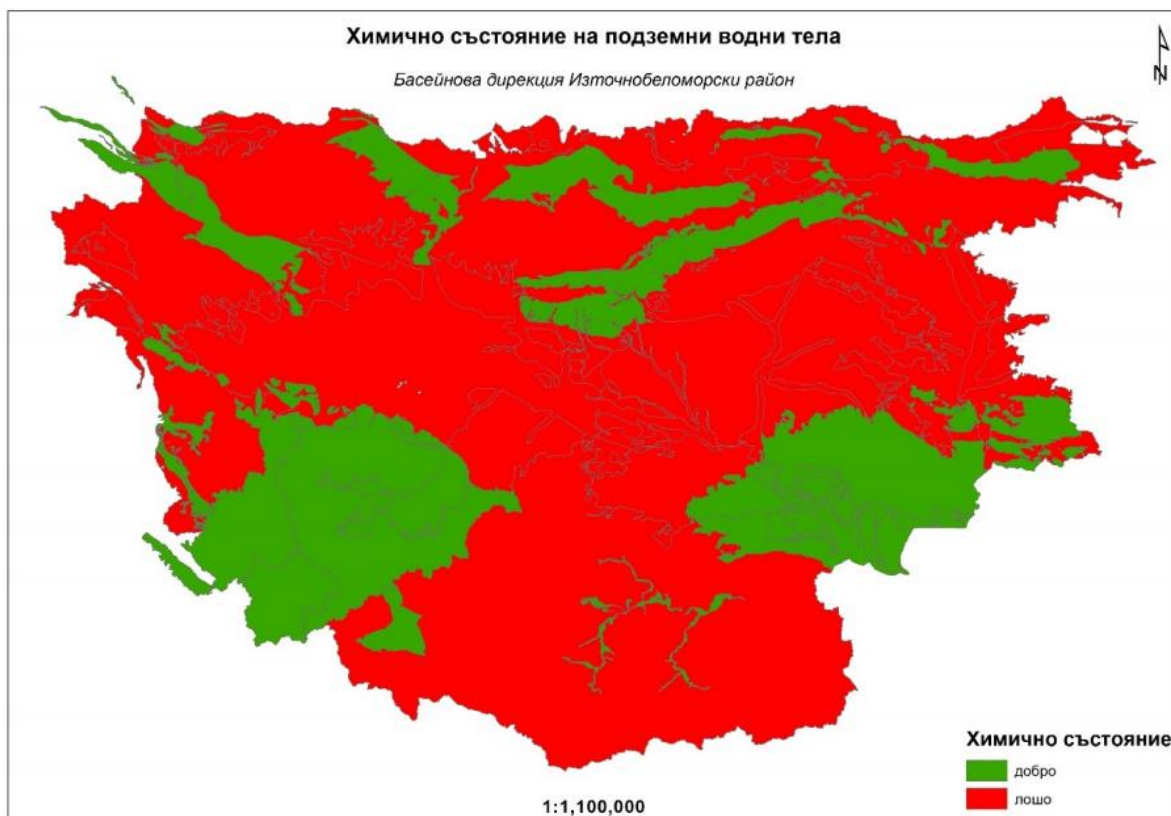 Химично състояние на подземни водни тела
Басейнова дирекция Източнобеломорски район
N
Химично състояние
добро
лошо
1:1,100,000